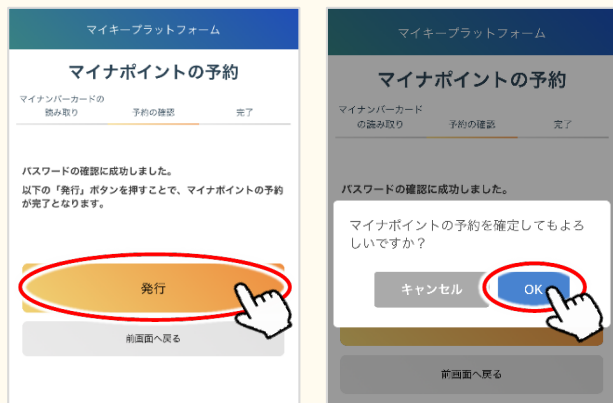 マイキープラットフォーム
マイナポイントの予約
マイナンバーカードの
読み取り
予約の確認
完了
パスワードの確認に成功しました。
以下の「発行」ボタンを押すことで、マイナポイントの予約
が完了となります。
発行
前画面へ戻る
マイキープラットフォーム
マイナポイントの予約
マイナンバーカード
の読み取り
予約の確認
完了
パスワードの確認に成功しました。
マイナポイントの予約を確定してもよろ
しいですか？
キャンセル
OK
前画面へ戻る